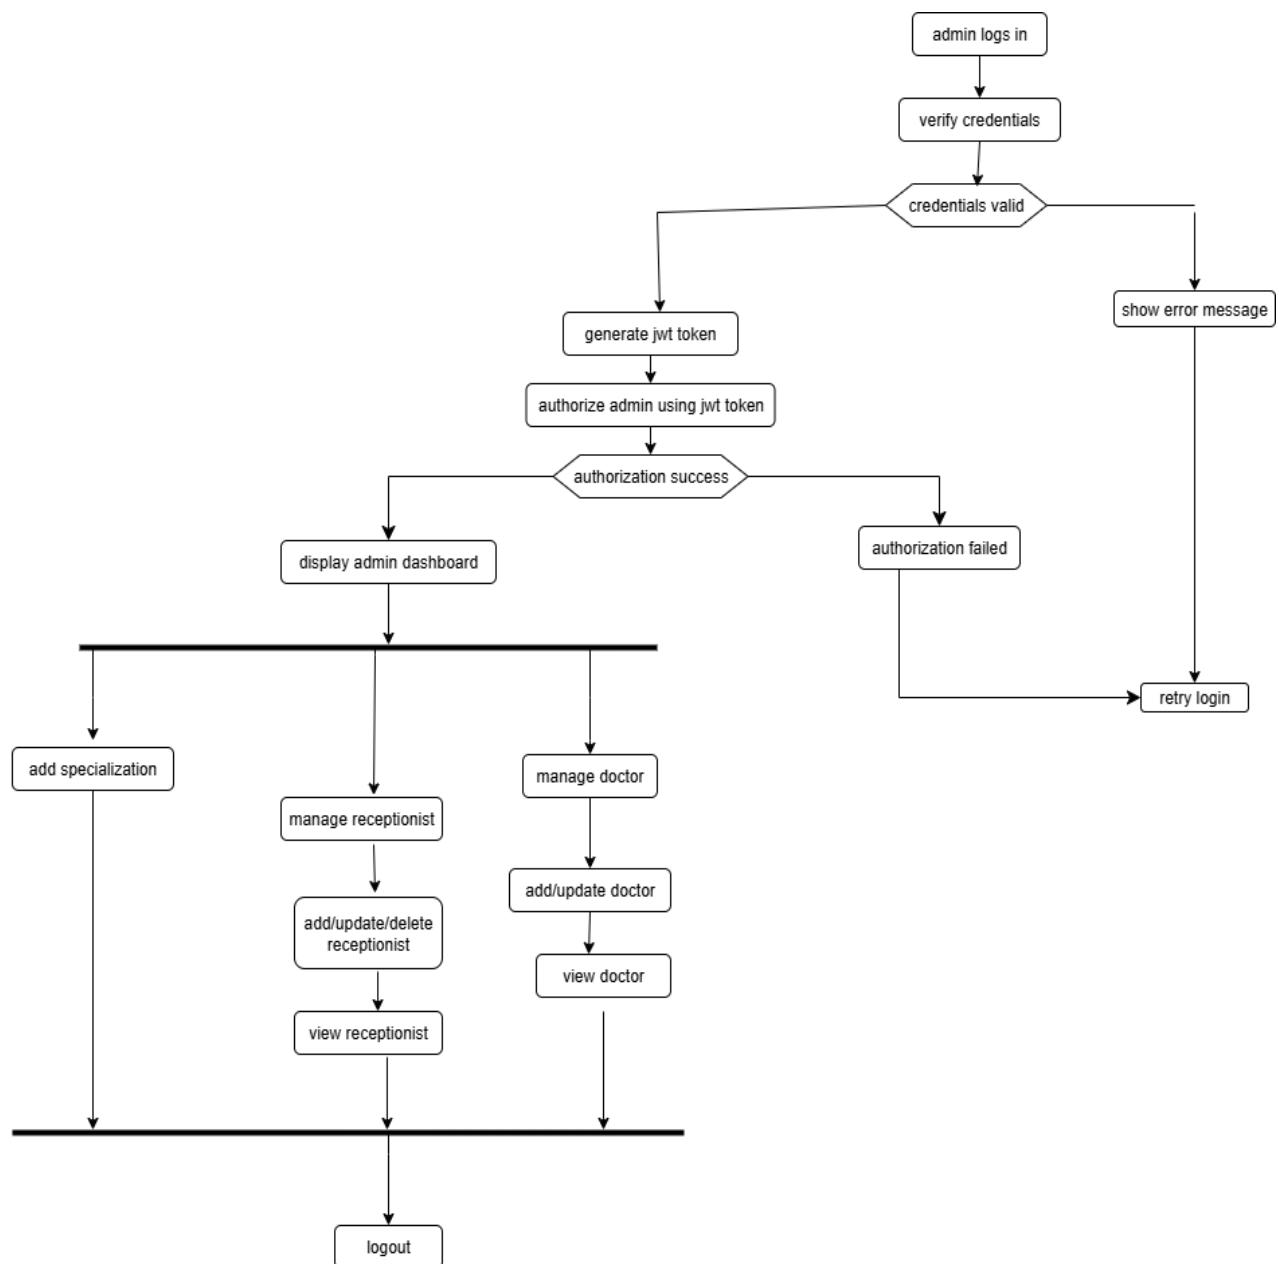 admin logs in
verify credentials
credentials valid
show error message
generate jwt token
authorize admin using jwt token
authorization success
authorization failed
display admin dashboard
retry login
add specialization
manage doctor
manage receptionist
add/update doctor
add/update/delete
receptionist
view doctor
view receptionist
logout